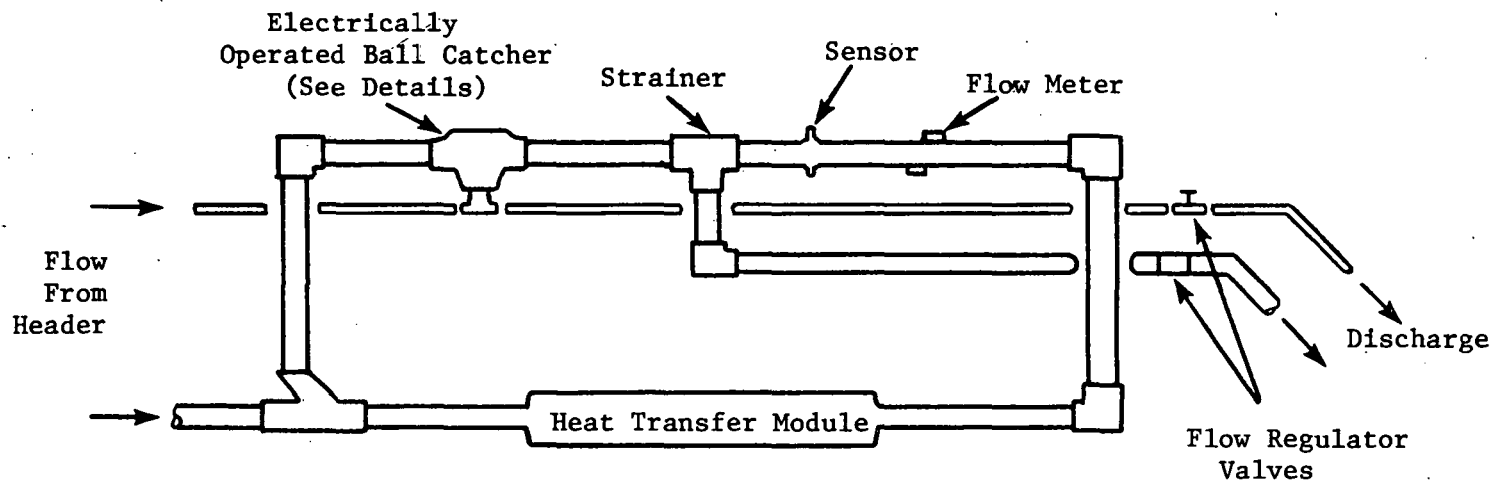 Electrically
Operated Ball Catcher
(See Details)
Strainer
Sensor
Flow Meter
Flow
From
Header
Discharge
Heat Transfer Module
Flow Regulator
Valves